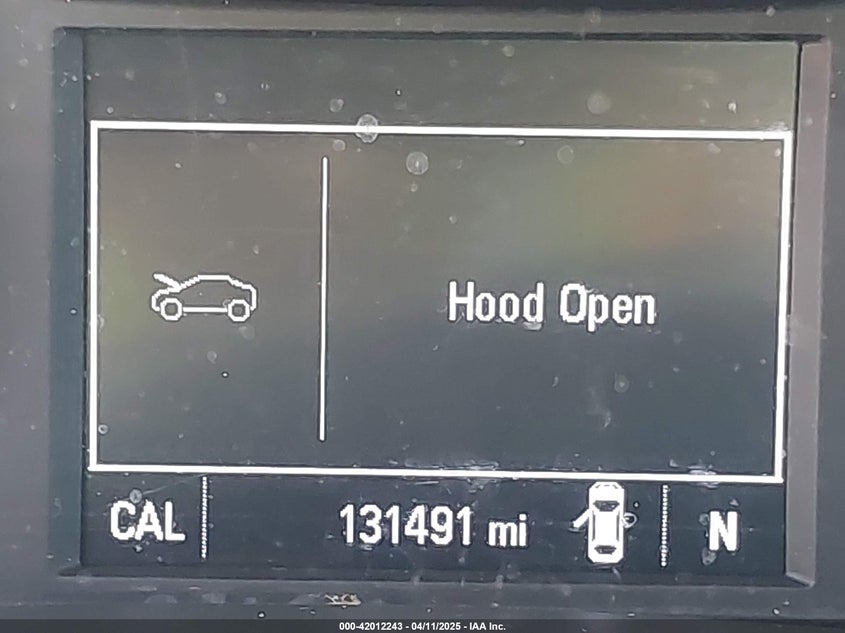 Hood Open
CAL 131491 mi N
000-42012243 - 04/11/2025 - IAA Inc.